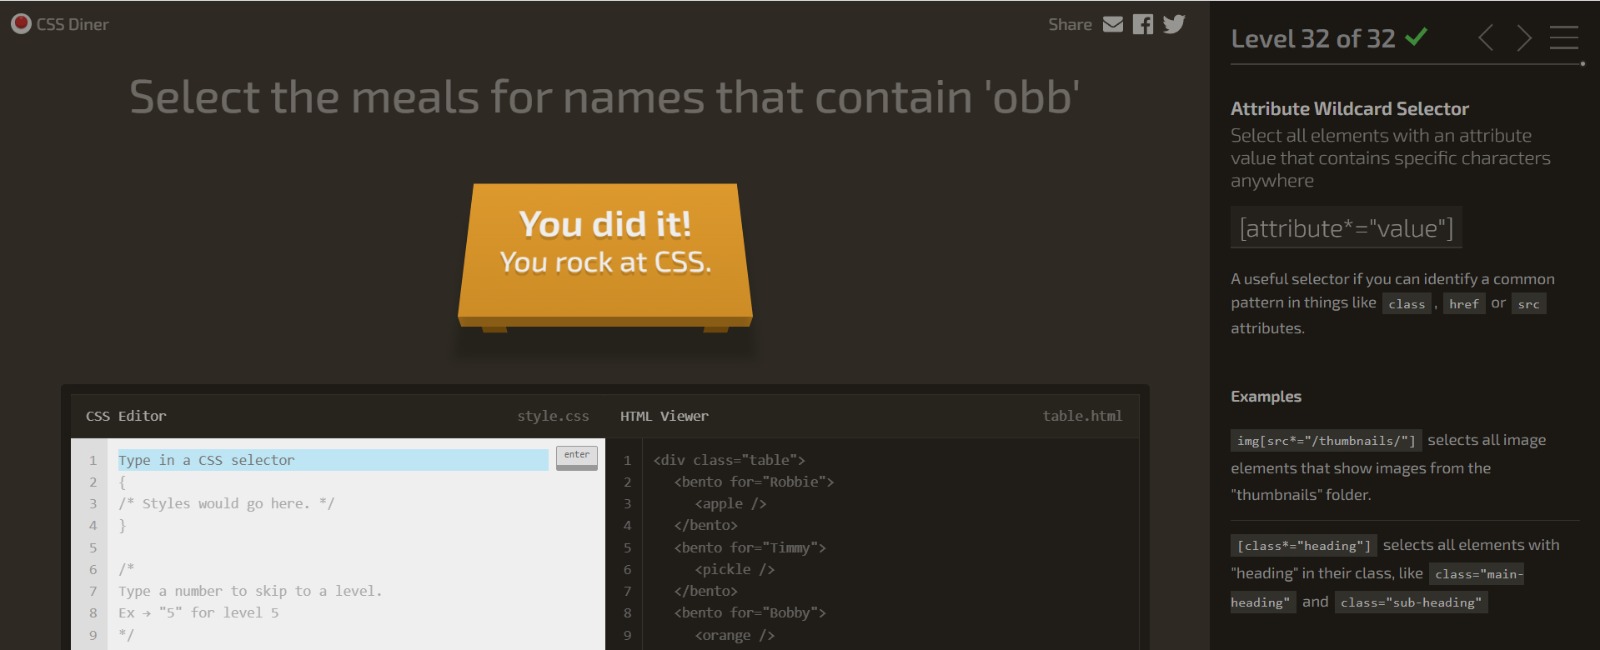 CSS Diner
Share
Select the meals for names that contain 'obb'
You did it!
You rock at CSS.
CSS Editor
style.css
1 Type in a CSS selector
enter
2 {
3 /* Styles would go here. */
4 }
5
6 /*
7 Type a number to skip to a level.
8 Ex → "5" for level 5
9 */
HTML Viewer
table.html
1 <div class="table">
2 <bento for="Robbie">
3 <apple />
4 </bento>
5 <bento for="Timmy">
6 <pickle />
7 </bento>
8 <bento for="Bobby">
9 <orange />
Level 32 of 32
Attribute Wildcard Selector
Select all elements with an attribute
value that contains specific characters
anywhere
[attribute*="value"]
A useful selector if you can identify a common
pattern in things like class , href or src
attributes.
Examples
img[src*="/thumbnails/"] selects all image
elements that show images from the
"thumbnails" folder.
[class*="heading"] selects all elements with
"heading" in their class, like class="main-
heading" and class="sub-heading"